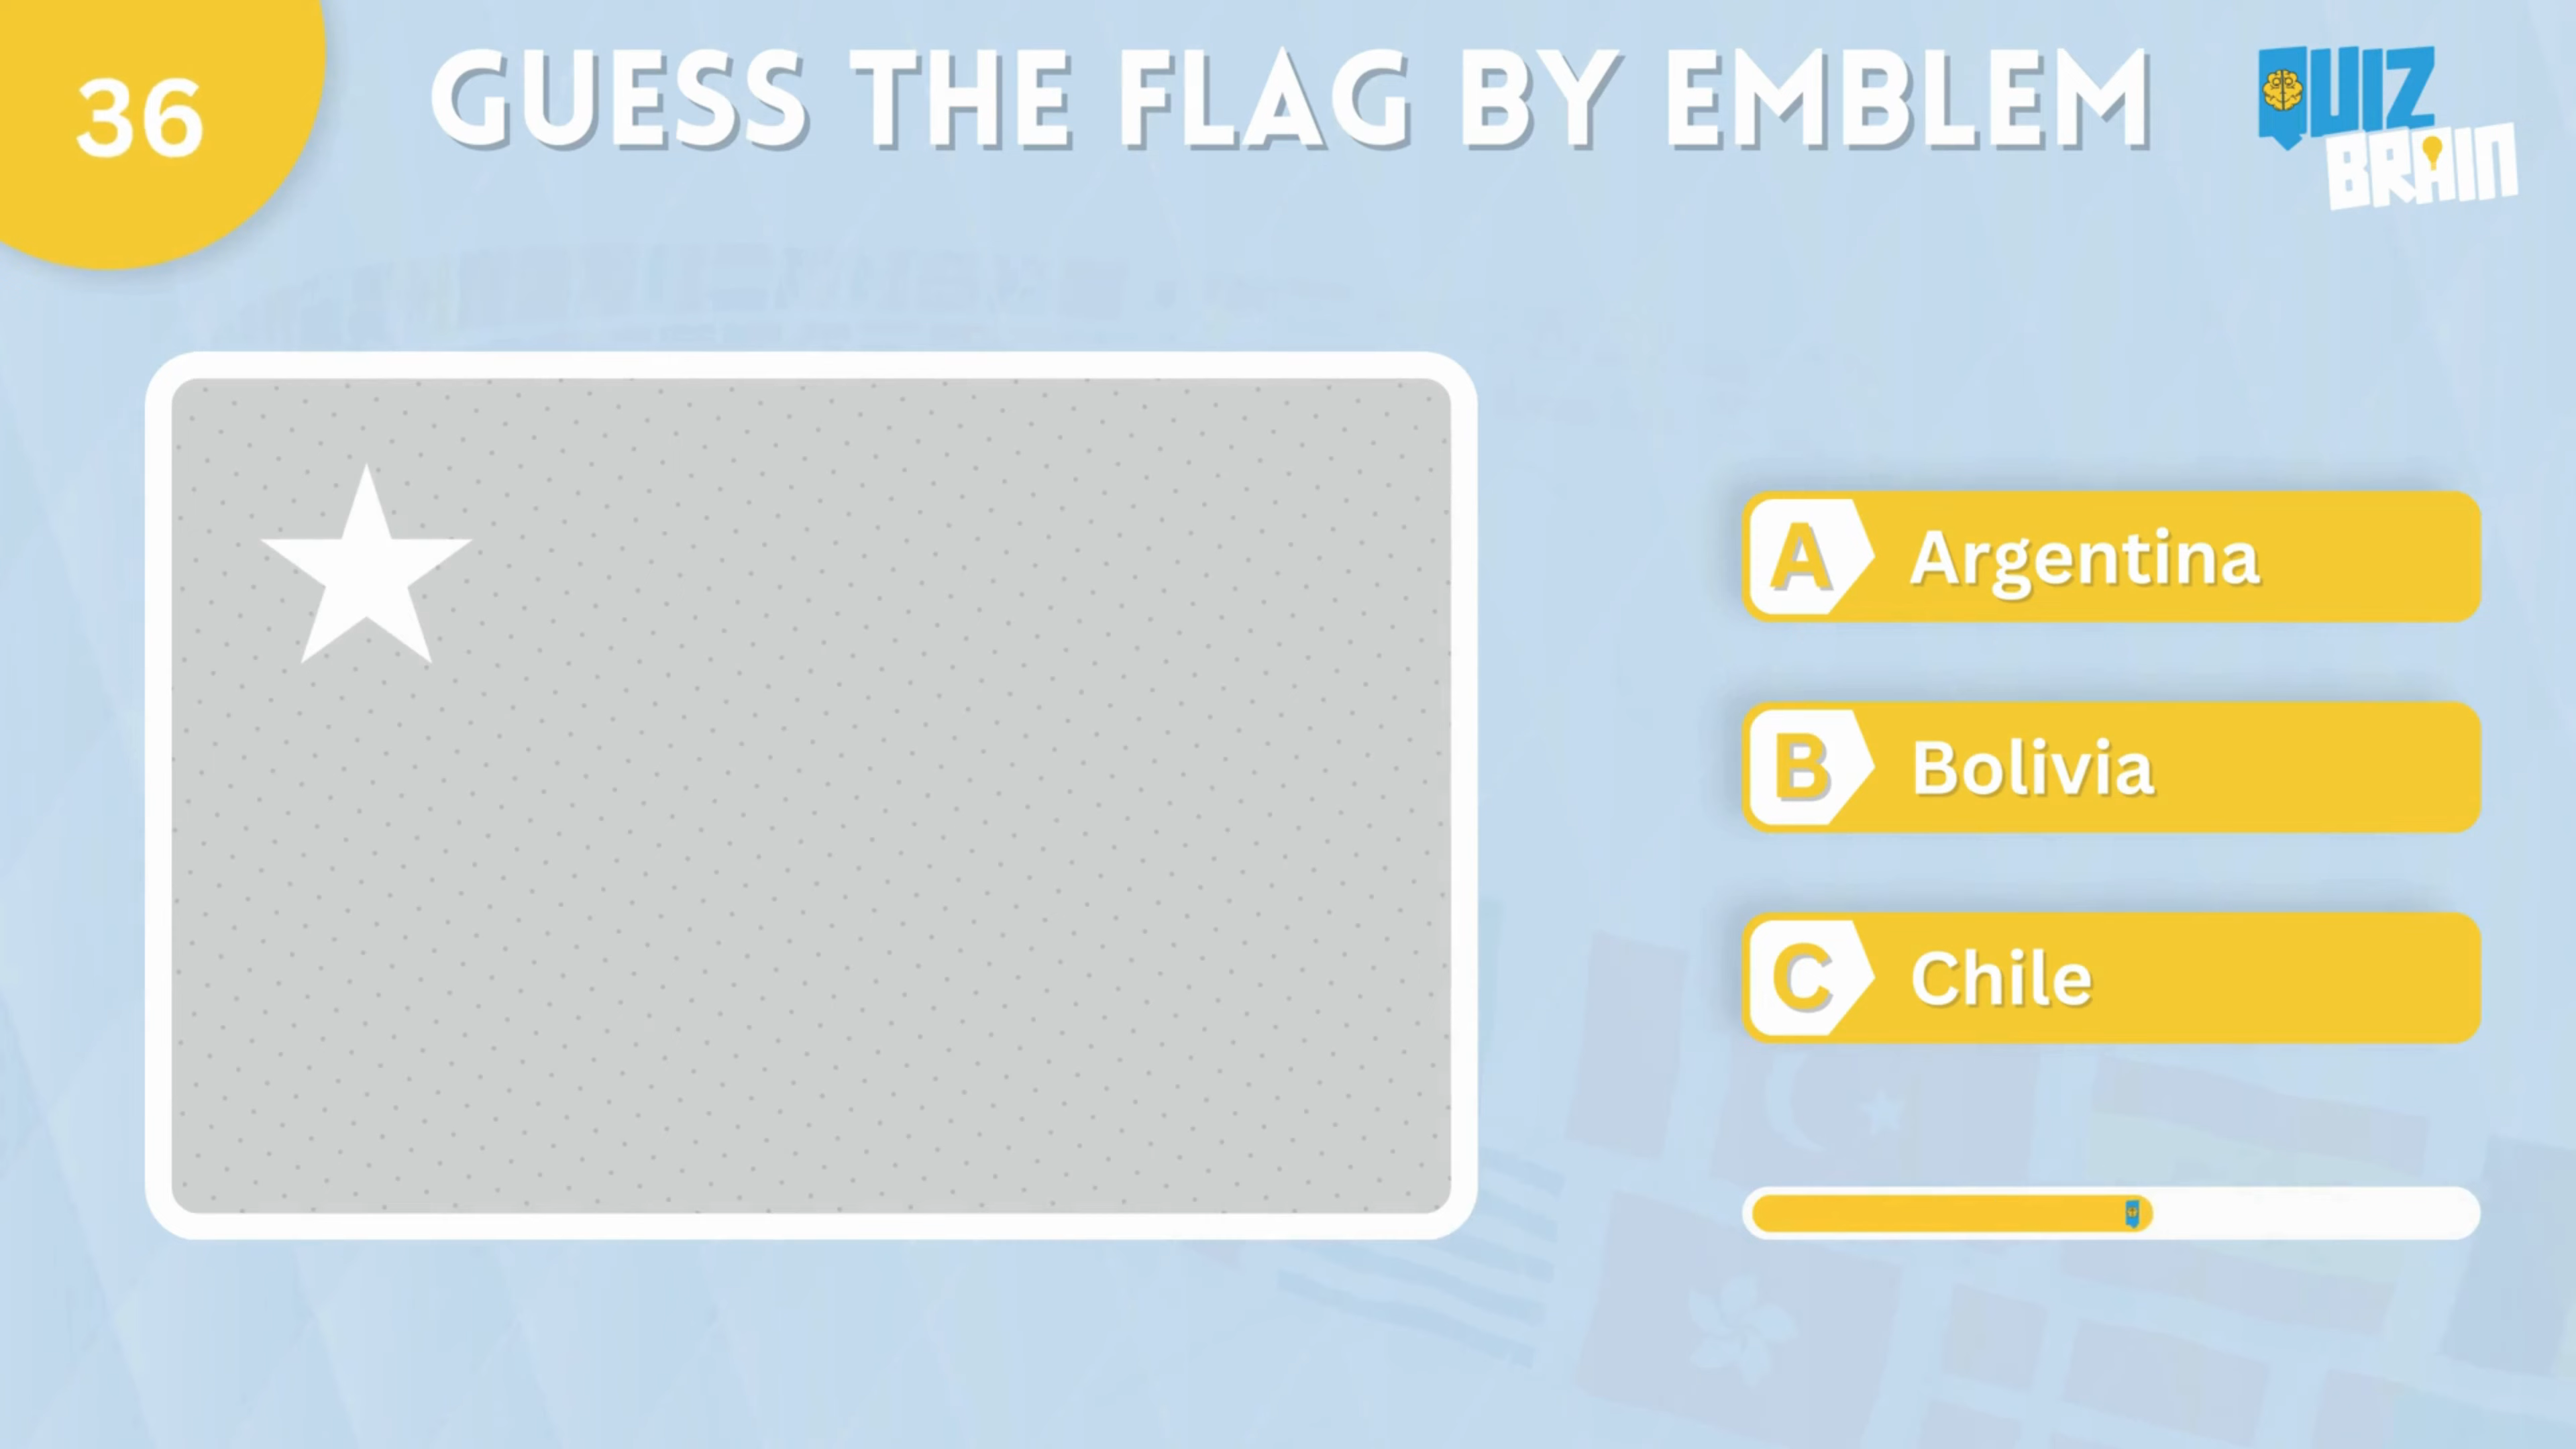 36
GUESS THE FLAG BY EMBLEM
QUIZ
BRAIN
A Argentina
B Bolivia
C Chile